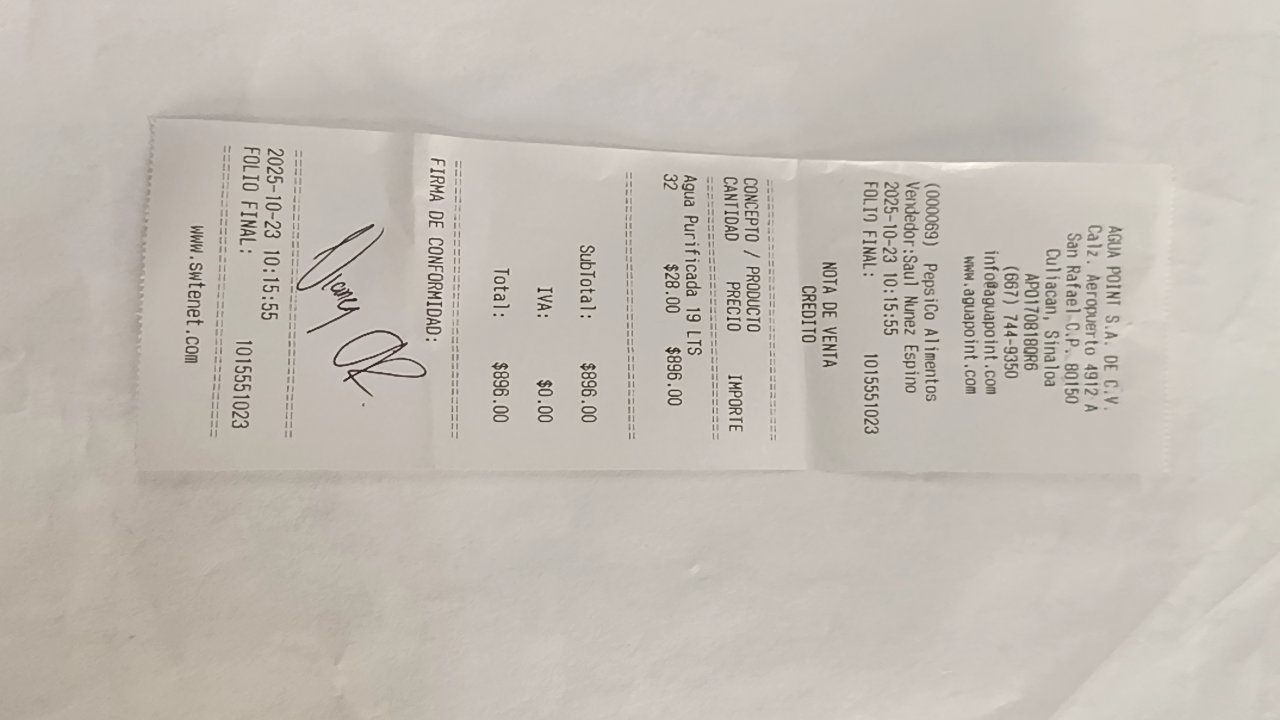 AGUA POINT S.A. DE C.V.
Calz. Aeropuerto 4912 A
San Rafael C.P. 80150
Culiacan, Sinaloa
APO170818QR6
(667) 744-9350
info@aguapoint.com
www.aguapoint.com
(000069) PepsiCo Alimentos
Vendedor:Saul Nunez Espino
2025-10-23 10:15:55
FOLIO FINAL: 1015551023
NOTA DE VENTA
CREDITO
CONCEPTO / PRODUCTO
CANTIDAD PRECIO IMPORTE
Agua Purificada 19 LTS
32 $28.00 $896.00
SubTotal: $896.00
IVA: $0.00
Total: $896.00
FIRMA DE CONFORMIDAD:
2025-10-23 10:15:55
FOLIO FINAL: 1015551023
www.swtenet.com